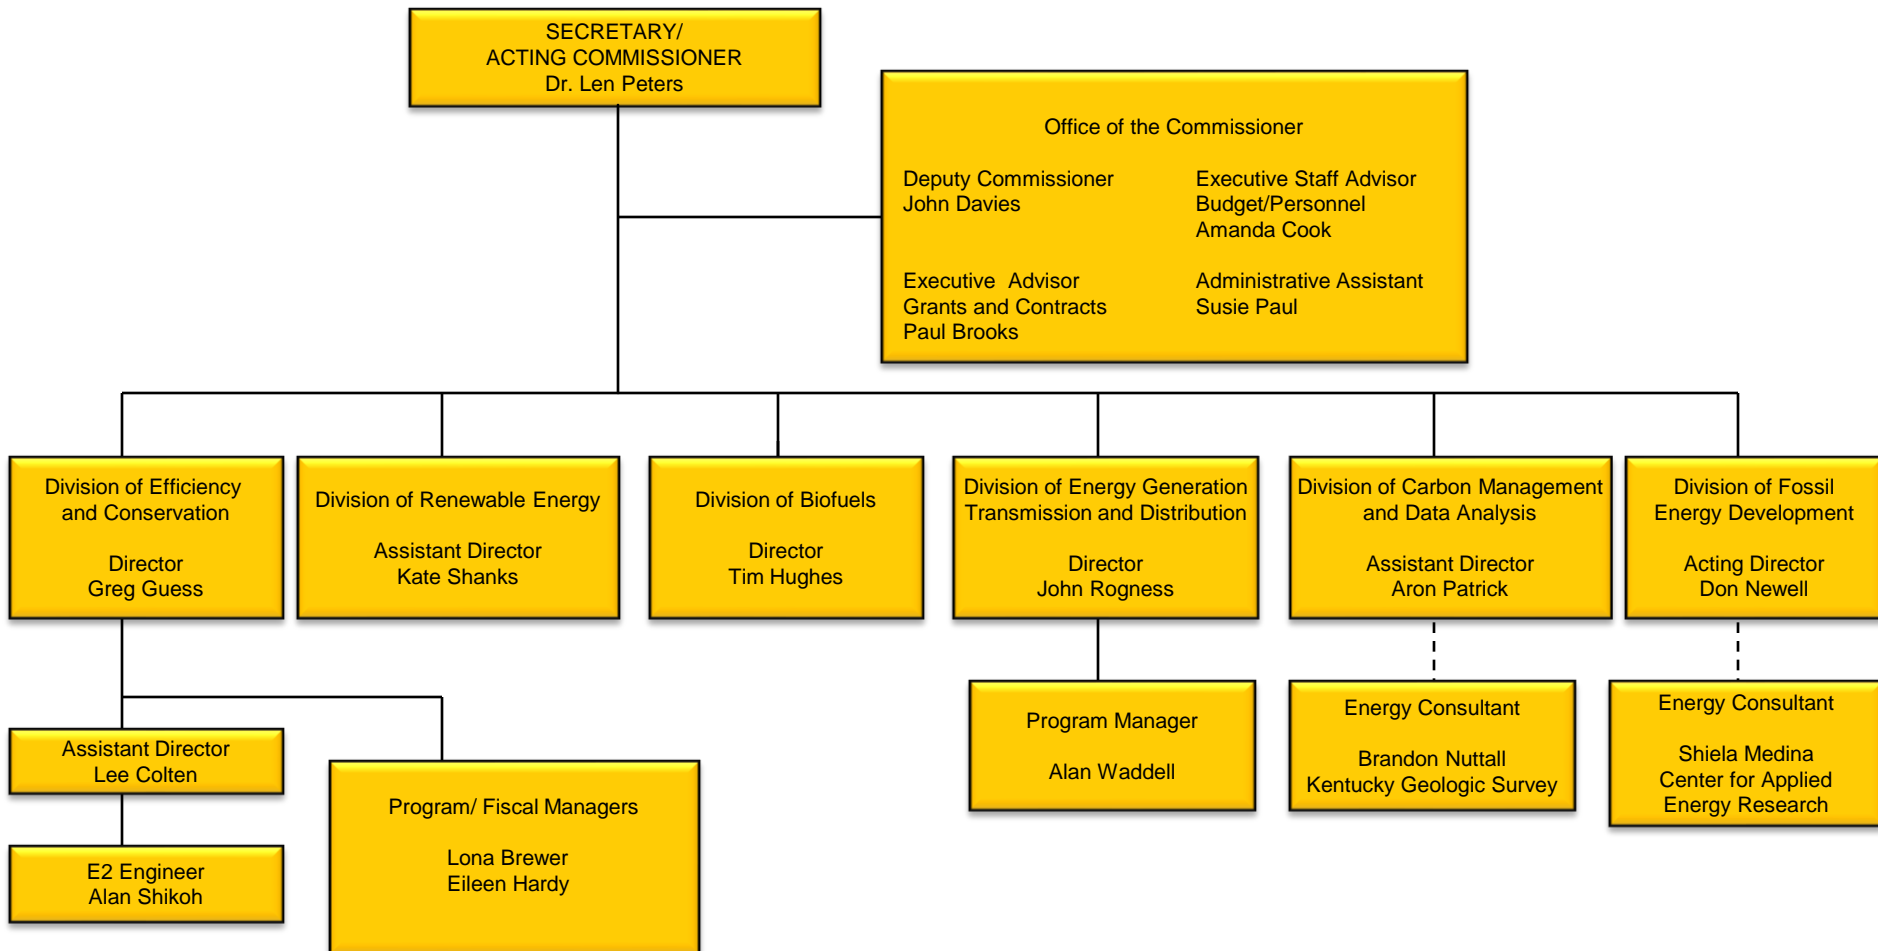 SECRETARY/
ACTING COMMISSIONER
Dr. Len Peters
Office of the Commissioner
Deputy Commissioner
John Davies
Executive Staff Advisor
Budget/Personnel
Amanda Cook
Executive Advisor
Grants and Contracts
Paul Brooks
Administrative Assistant
Susie Paul
Division of Efficiency
and Conservation
Director
Greg Guess
Division of Renewable Energy
Assistant Director
Kate Shanks
Division of Biofuels
Director
Tim Hughes
Division of Energy Generation
Transmission and Distribution
Director
John Rogness
Division of Carbon Management
and Data Analysis
Assistant Director
Aron Patrick
Division of Fossil
Energy Development
Acting Director
Don Newell
Assistant Director
Lee Colten
E2 Engineer
Alan Shikoh
Program/ Fiscal Managers
Lona Brewer
Eileen Hardy
Program Manager
Alan Waddell
Energy Consultant
Brandon Nuttall
Kentucky Geologic Survey
Energy Consultant
Shiela Medina
Center for Applied
Energy Research